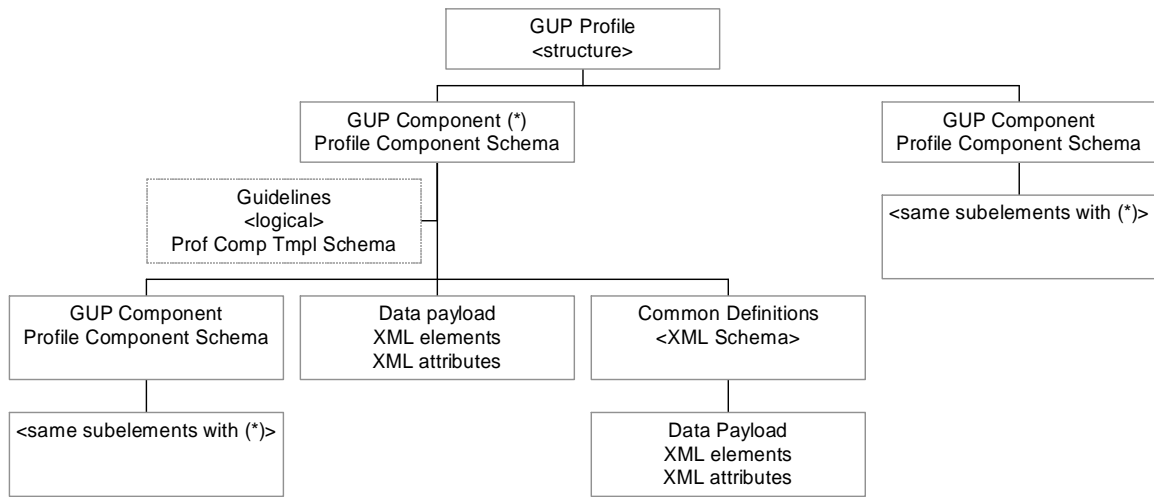 GUP Profile
<structure>
GUP Component (*)
Profile Component Schema
GUP Component
Profile Component Schema
Guidelines
<logical>
Prof Comp Tmpl Schema
<same subelements with (*)>
GUP Component
Profile Component Schema
Data payload
XML elements
XML attributes
Common Definitions
<XML Schema>
<same subelements with (*)>
Data Payload
XML elements
XML attributes